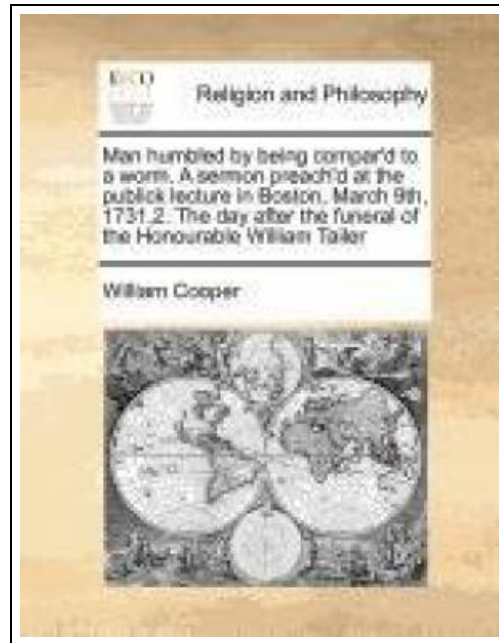 ECCO
Religion and Philosophy
Man humbled by being compar'd to
a worm. A sermon preach'd at the
publick lecture in Boston, March 9th,
1731,2. The day after the funeral of
the Honourable William Tailer
William Cooper